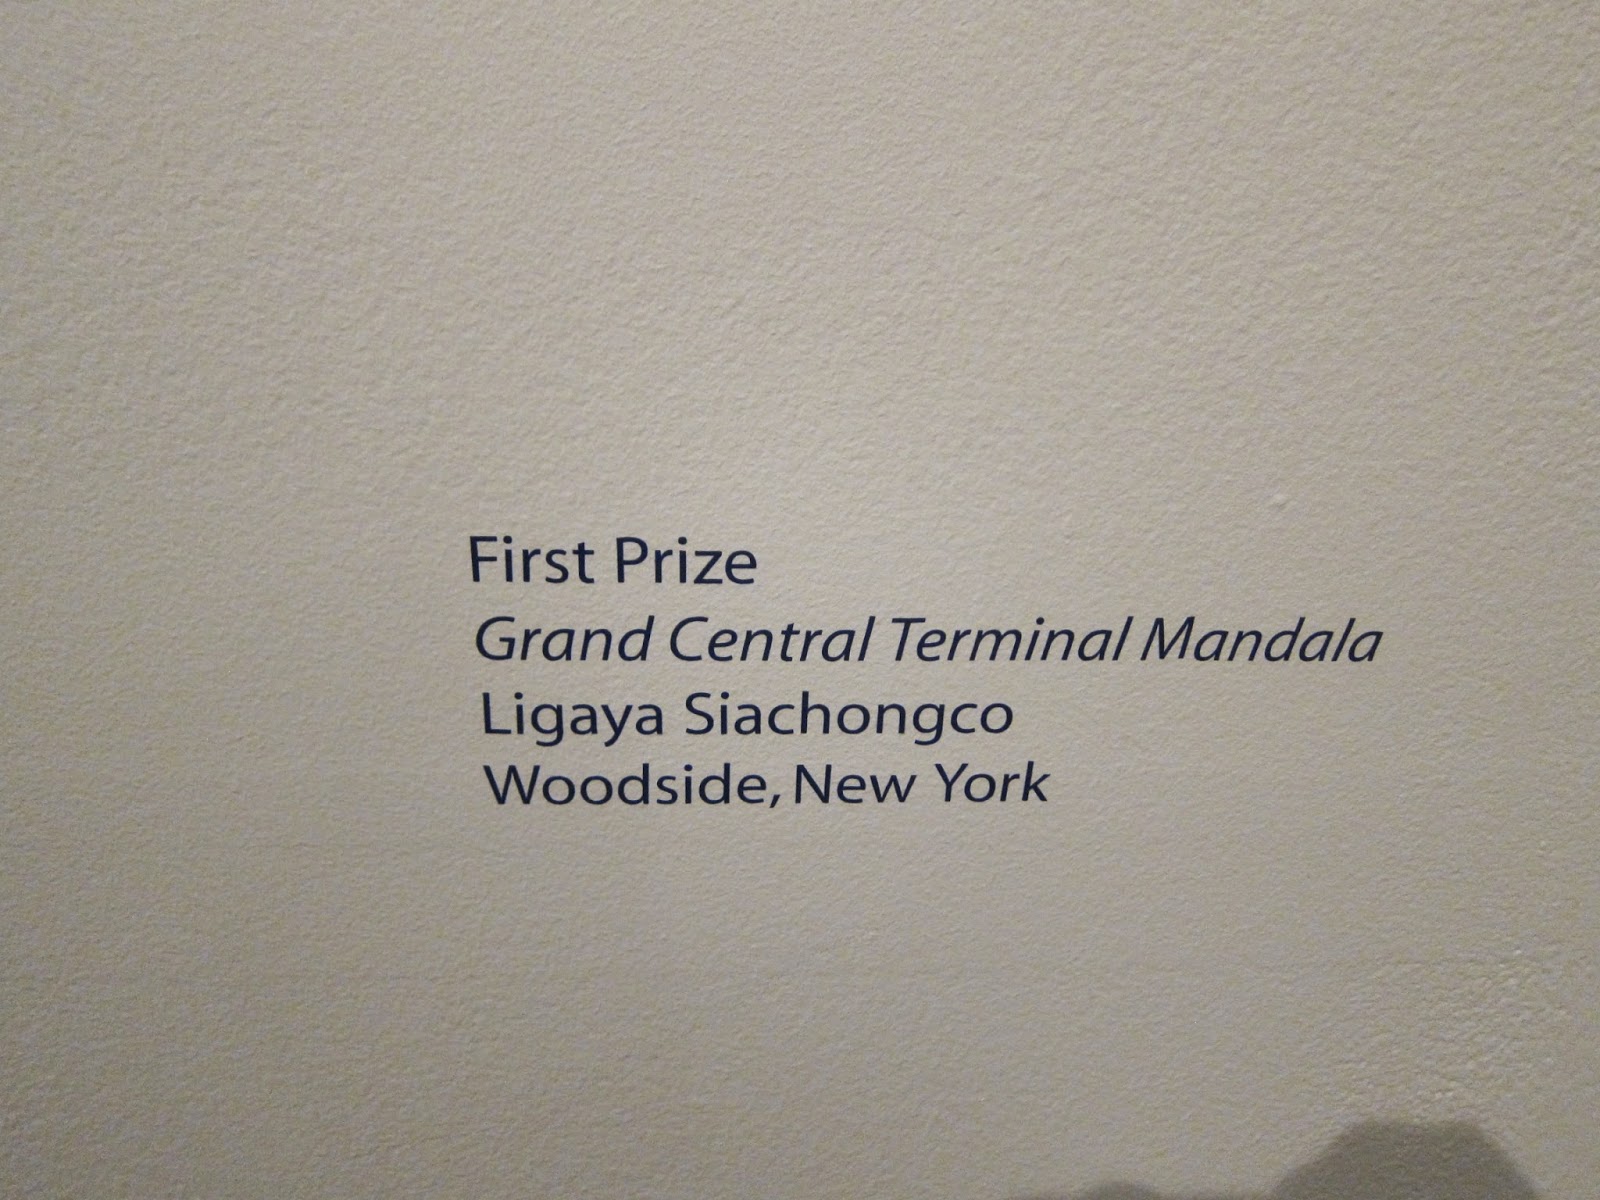 First Prize
Grand Central Terminal Mandala
Ligaya Siachongco
Woodside, New York